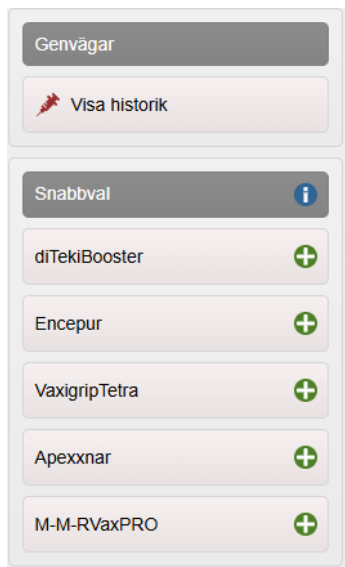 Genvägar
Visa historik
Snabbval
diTekiBooster
Encepur
VaxigripTetra
Apexxnar
M-M-RVaxPRO